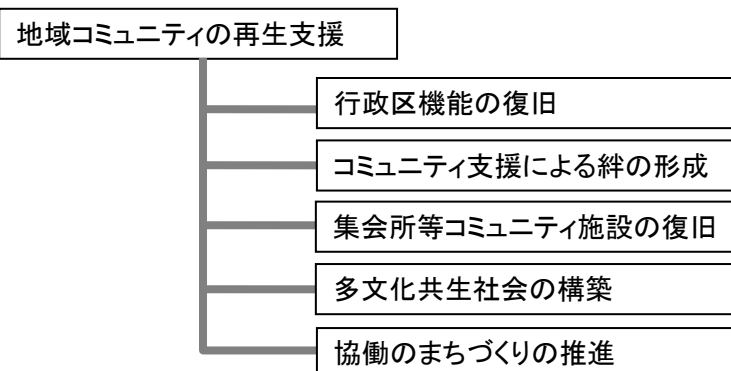 地域コミュニティの再生支援
行政区機能の復旧
コミュニティ支援による絆の形成
集会所等コミュニティ施設の復旧
多文化共生社会の構築
協働のまちづくりの推進